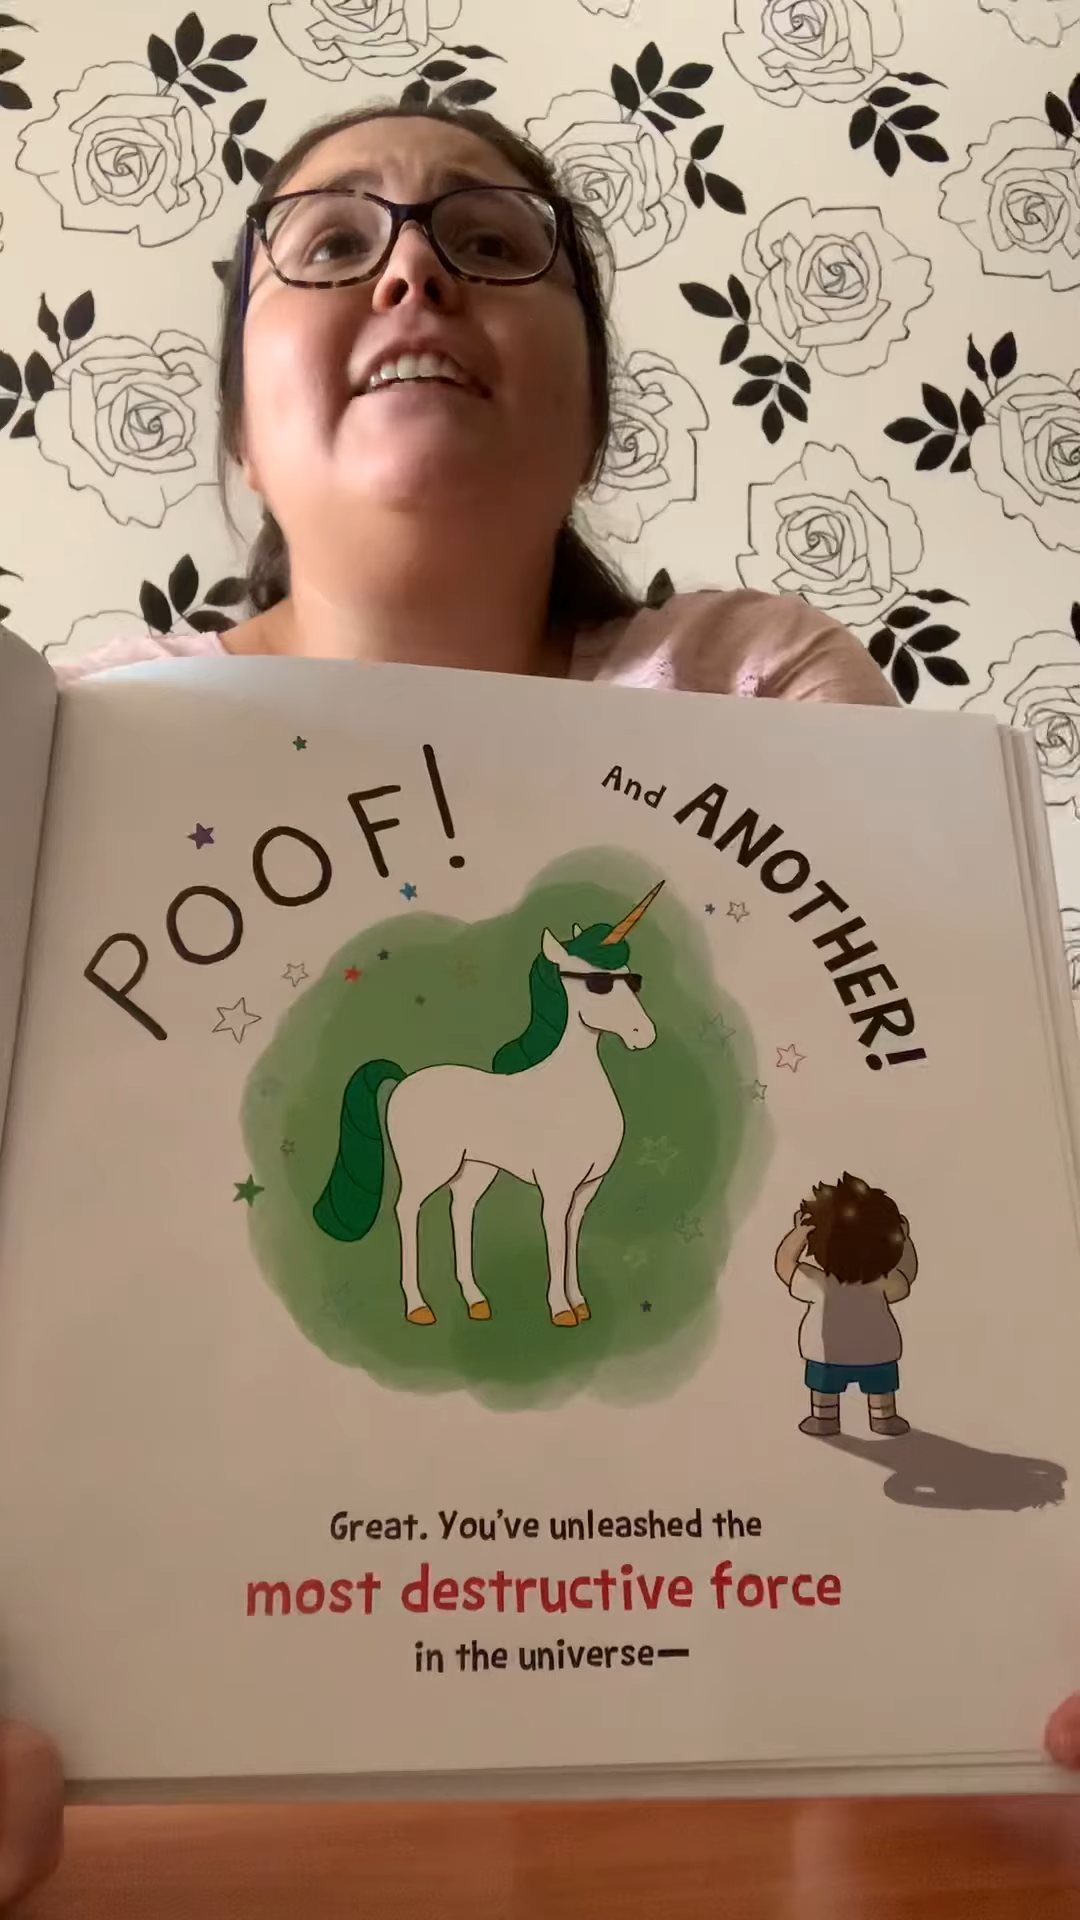 POOF!
And ANOTHER!
Great. You've unleashed the
most destructive force
in the universe—